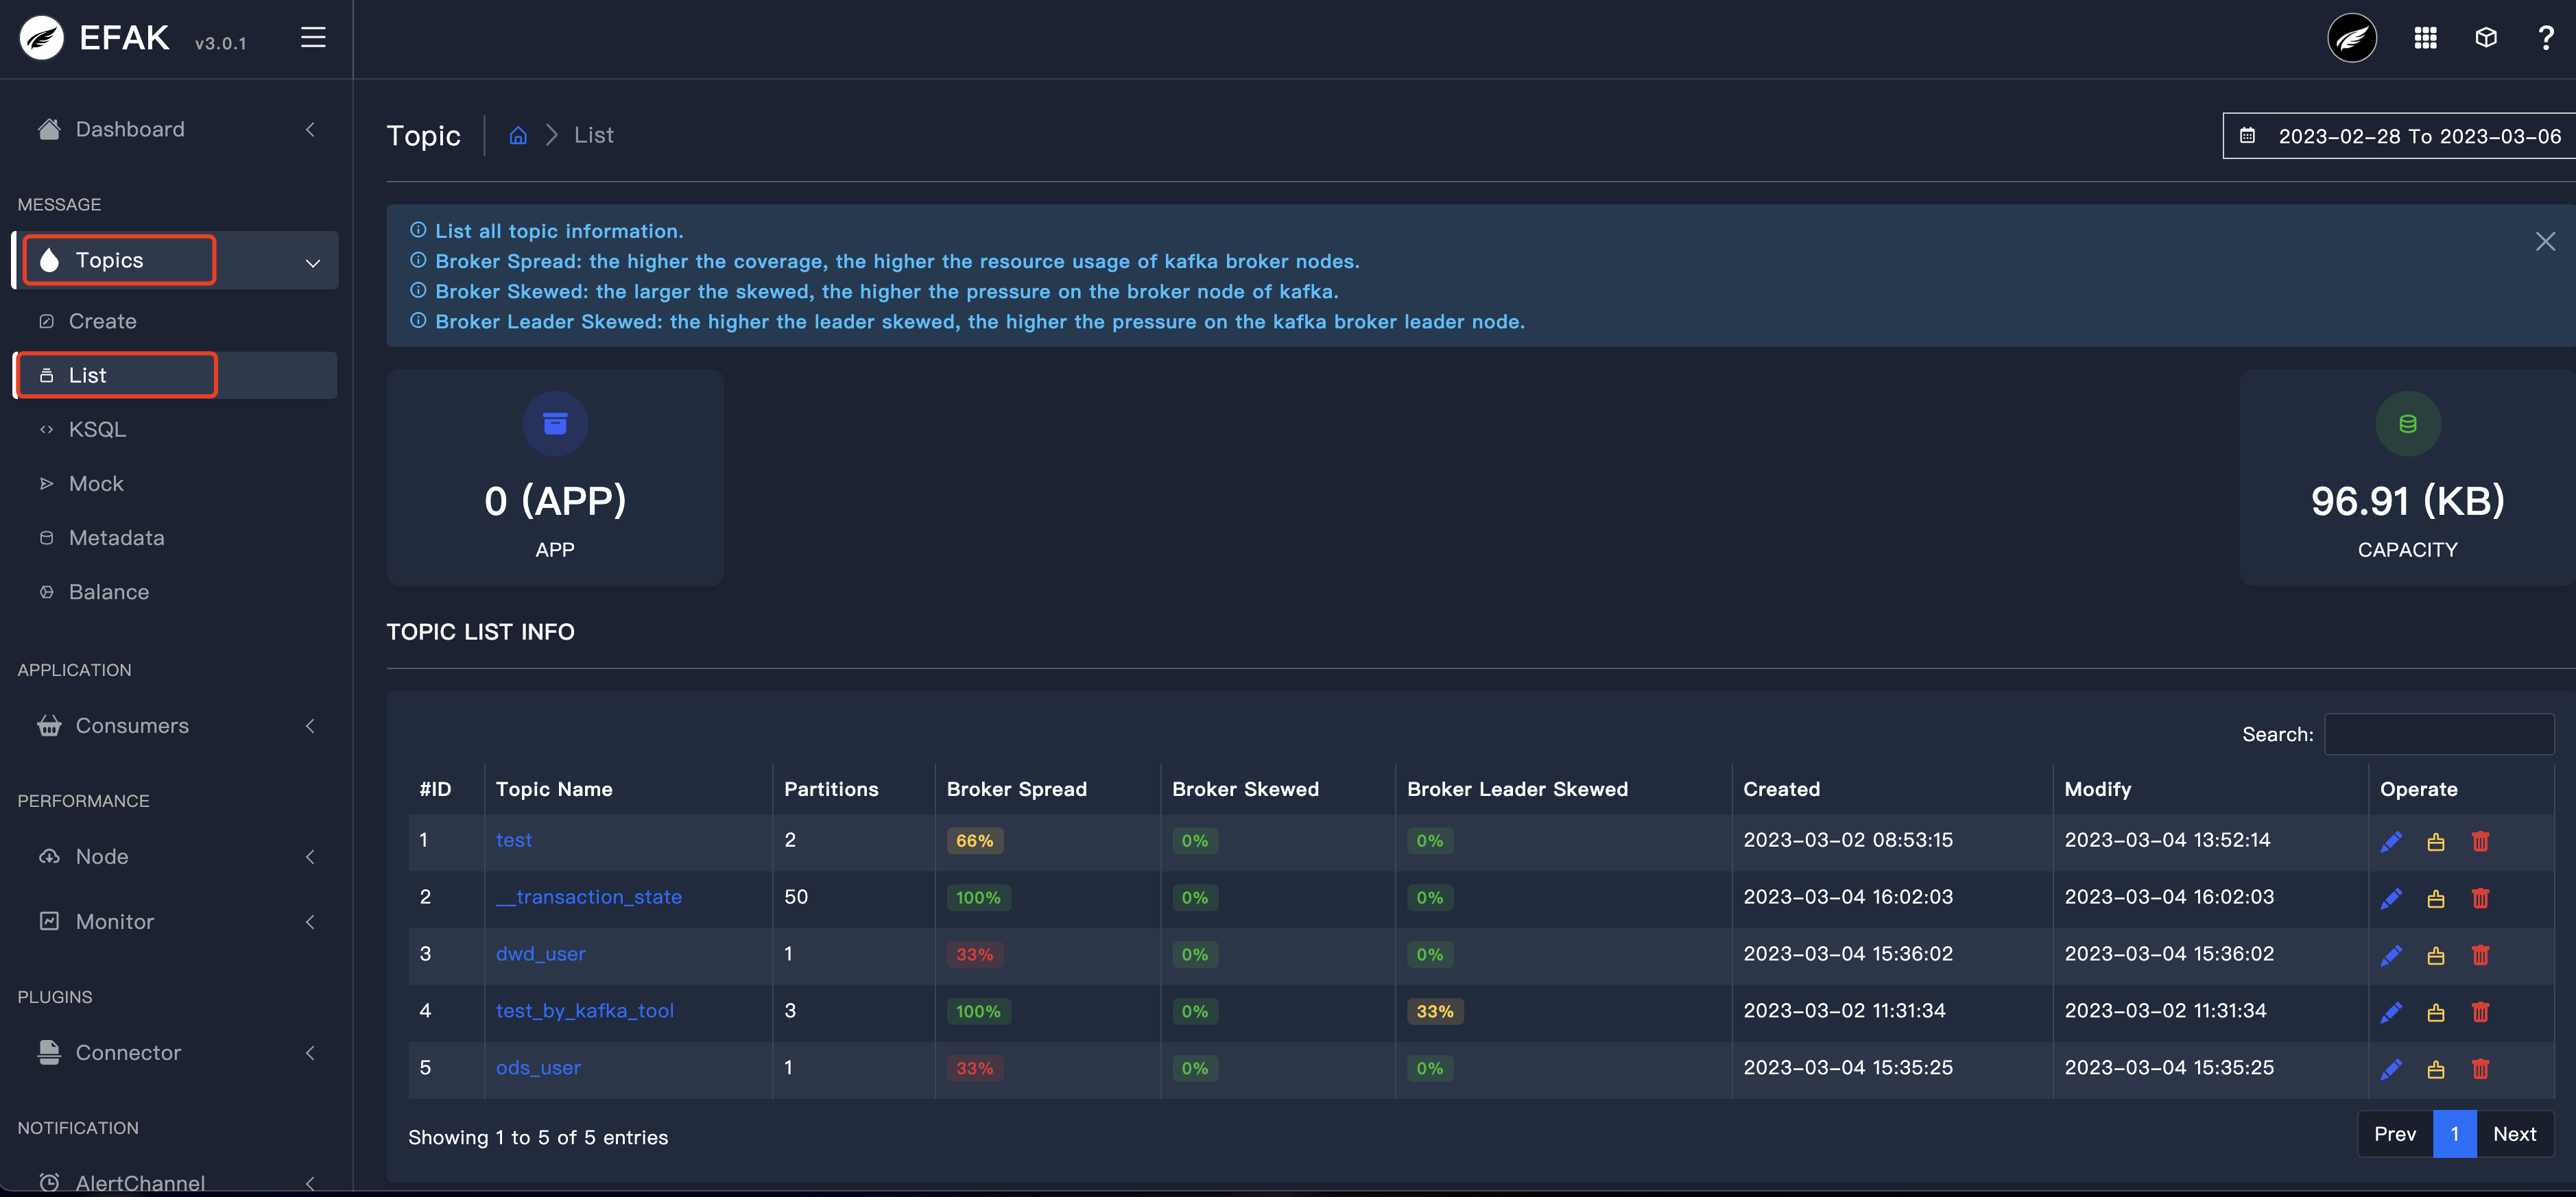 EFAK v3.0.1
Dashboard
MESSAGE
Topics
Create
List
KSQL
Mock
Metadata
Balance
APPLICATION
Consumers
PERFORMANCE
Node
Monitor
PLUGINS
Connector
NOTIFICATION
AlertChannel
Topic List
2023-02-28 To 2023-03-06
List all topic information.
Broker Spread: the higher the coverage, the higher the resource usage of kafka broker nodes.
Broker Skewed: the larger the skewed, the higher the pressure on the broker node of kafka.
Broker Leader Skewed: the higher the leader skewed, the higher the pressure on the kafka broker leader node.
0 (APP)
APP
96.91 (KB)
CAPACITY
TOPIC LIST INFO
Search:
#ID Topic Name Partitions Broker Spread Broker Skewed Broker Leader Skewed Created Modify Operate
1 test 2 66% 0% 0% 2023-03-02 08:53:15 2023-03-04 13:52:14
2 __transaction_state 50 100% 0% 0% 2023-03-04 16:02:03 2023-03-04 16:02:03
3 dwd_user 1 33% 0% 0% 2023-03-04 15:36:02 2023-03-04 15:36:02
4 test_by_kafka_tool 3 100% 0% 33% 2023-03-02 11:31:34 2023-03-02 11:31:34
5 ods_user 1 33% 0% 0% 2023-03-04 15:35:25 2023-03-04 15:35:25
Showing 1 to 5 of 5 entries
Prev 1 Next